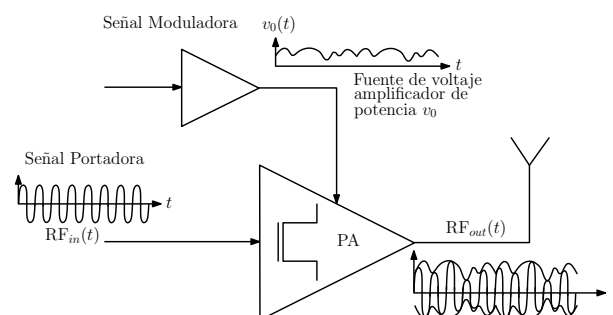 Señal Moduladora
v₀(t)
t
Fuente de voltaje
amplificador de
potencia v₀
Señal Portadora
t
RFᵢₙ(t)
PA
RFₒᵤₜ(t)